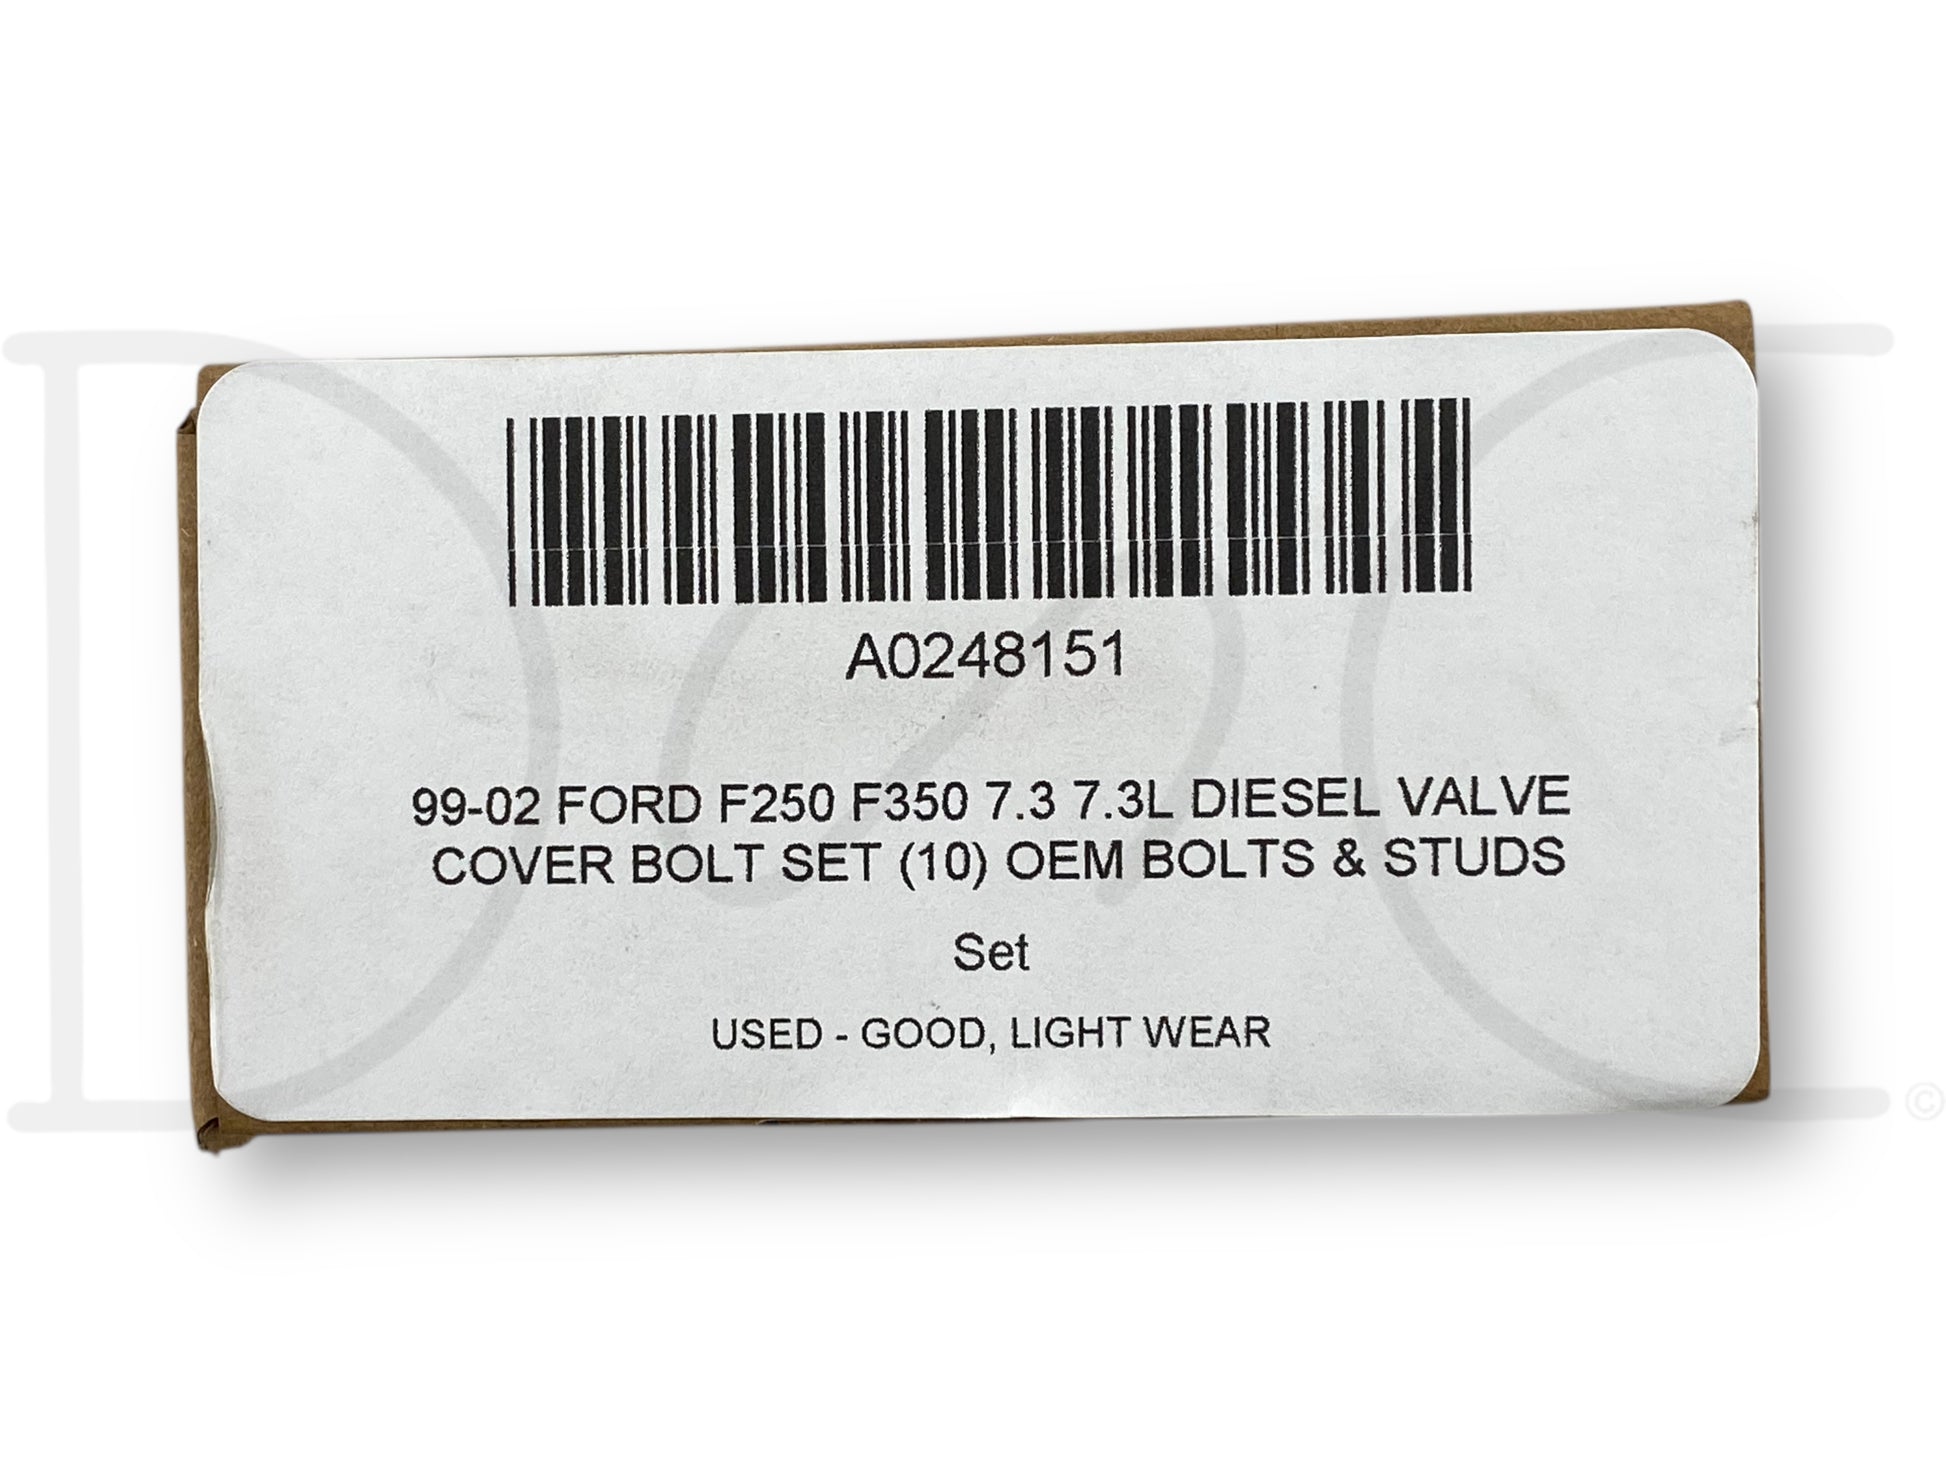 A0248151
99-02 FORD F250 F350 7.3 7.3L DIESEL VALVE
COVER BOLT SET (10) OEM BOLTS & STUDS
Set
USED - GOOD, LIGHT WEAR
©